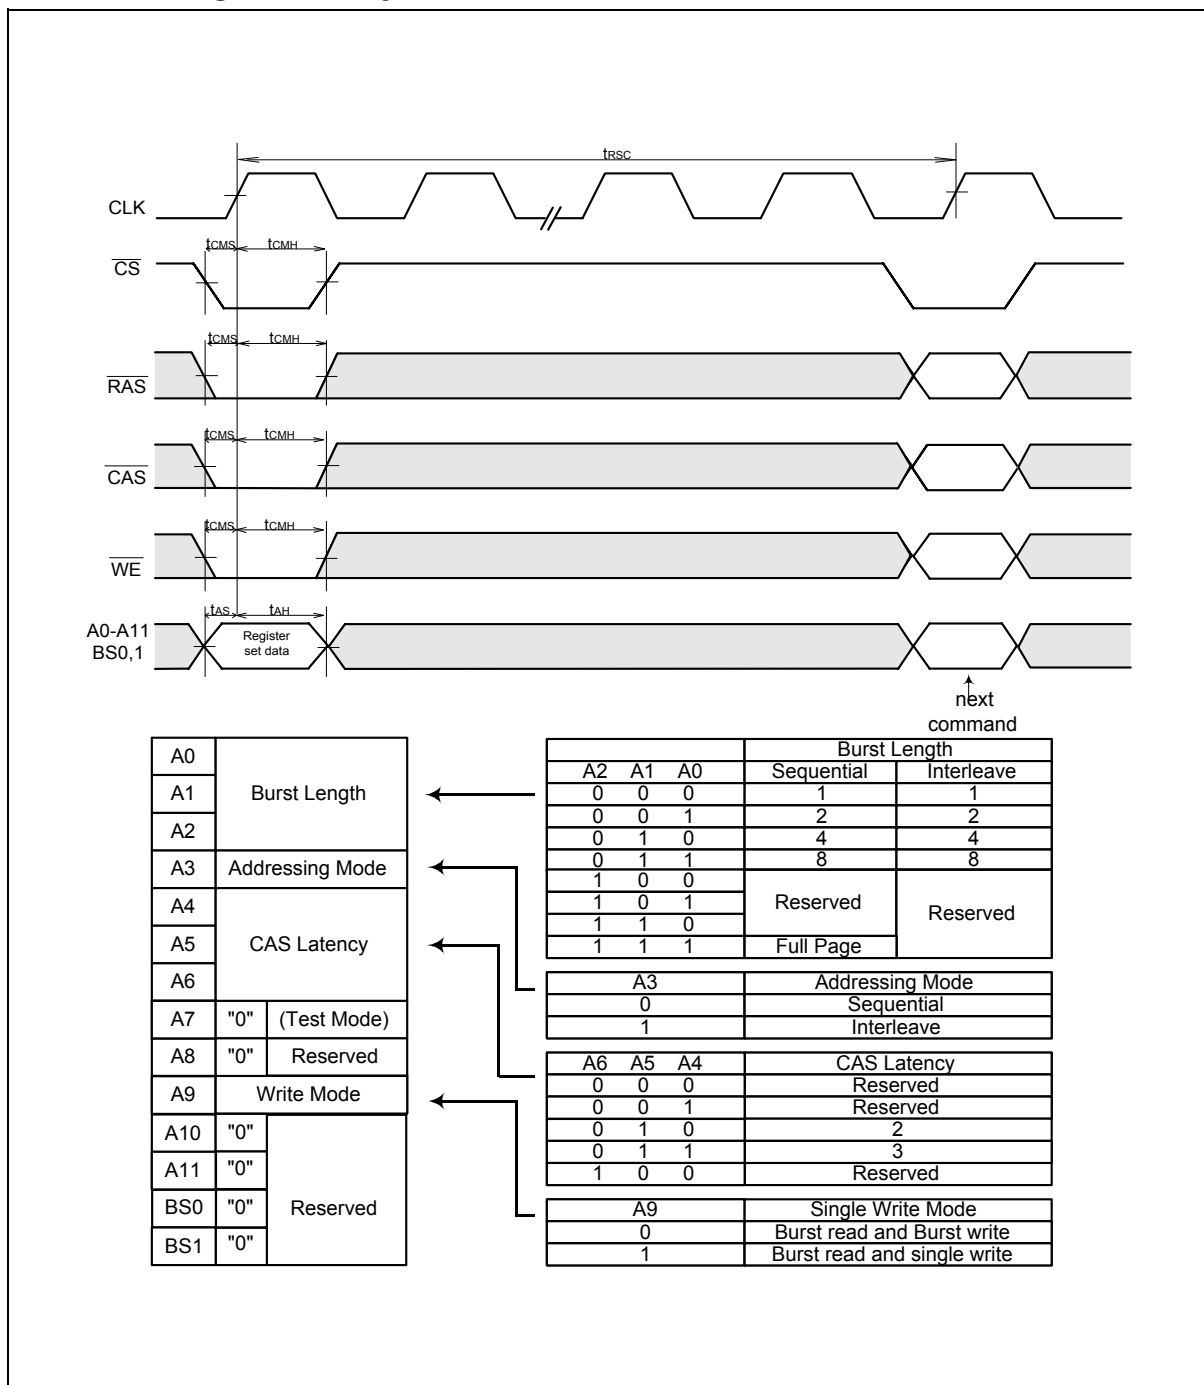 tRSC
CLK
tCMS tCMH
CS
tCMS tCMH
RAS
tCMS tCMH
CAS
tCMS tCMH
WE
tAS tAH
A0-A11
BS0,1
Register
set data
next
command
A0
A1 Burst Length
A2
A3 Addressing Mode
A4
A5 CAS Latency
A6
A7 "0" (Test Mode)
A8 "0" Reserved
A9 Write Mode
A10 "0"
A11 "0"
BS0 "0" Reserved
BS1 "0"
Burst Length
A2 A1 A0 Sequential Interleave
0 0 0 1 1
0 0 1 2 2
0 1 0 4 4
0 1 1 8 8
1 0 0
1 0 1 Reserved Reserved
1 1 0
1 1 1 Full Page
A3 Addressing Mode
0 Sequential
1 Interleave
A6 A5 A4 CAS Latency
0 0 0 Reserved
0 0 1 Reserved
0 1 0 2
0 1 1 3
1 0 0 Reserved
A9 Single Write Mode
0 Burst read and Burst write
1 Burst read and single write